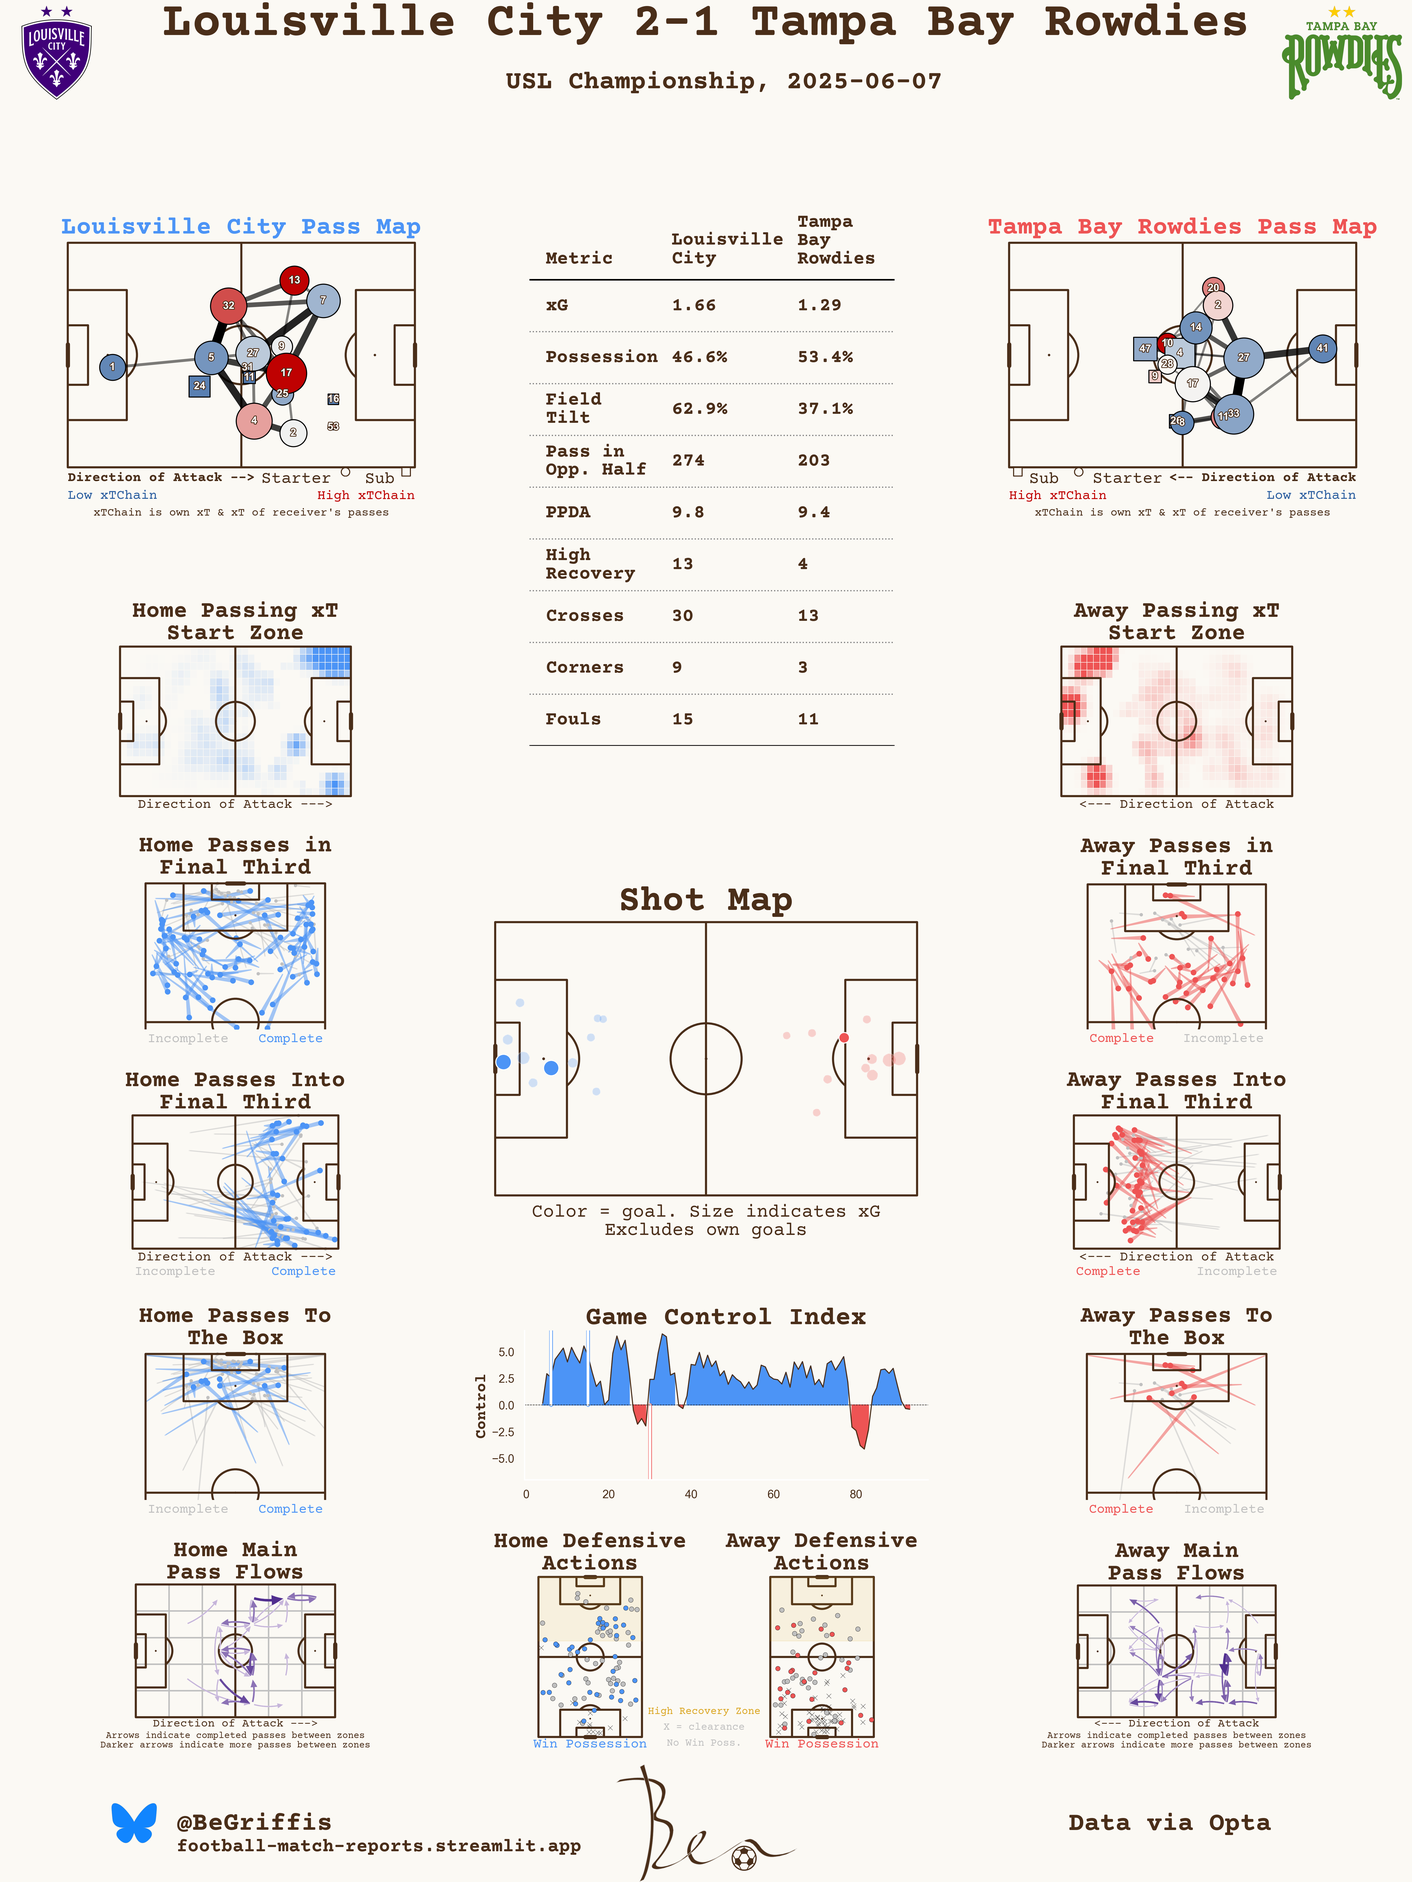 Louisville City 2-1 Tampa Bay Rowdies
USL Championship, 2025-06-07
LOUISVILLE
CITY
TAMPA BAY
ROWDIES
Louisville City Pass Map
13
32
7
5
27
9
31
11
17
1
24
25
16
4
2
53
Direction of Attack --> Starter Sub
Low xTChain High xTChain
xTChain is own xT & xT of receiver's passes
Metric Louisville City Tampa Bay Rowdies
xG 1.66 1.29
Possession 46.6% 53.4%
Field Tilt 62.9% 37.1%
Pass in Opp. Half 274 203
PPDA 9.8 9.4
High Recovery 13 4
Crosses 30 13
Corners 9 3
Fouls 15 11
Tampa Bay Rowdies Pass Map
20
2
14
47
10
4
27
41
28
9
17
8
11
33
Sub Starter <-- Direction of Attack
High xTChain Low xTChain
xTChain is own xT & xT of receiver's passes
Home Passing xT
Start Zone
Direction of Attack --->
Away Passing xT
Start Zone
<--- Direction of Attack
Home Passes in
Final Third
Incomplete Complete
Away Passes in
Final Third
Complete Incomplete
Shot Map
Color = goal. Size indicates xG
Excludes own goals
Home Passes Into
Final Third
Direction of Attack --->
Incomplete Complete
Away Passes Into
Final Third
<--- Direction of Attack
Complete Incomplete
Home Passes To
The Box
Incomplete Complete
Game Control Index
Control
5.0
2.5
0.0
−2.5
−5.0
0 20 40 60 80
Away Passes To
The Box
Complete Incomplete
Home Main
Pass Flows
Direction of Attack --->
Arrows indicate completed passes between zones
Darker arrows indicate more passes between zones
Home Defensive
Actions
Win Possession
High Recovery Zone
X = clearance
No Win Poss.
Away Defensive
Actions
Win Possession
Away Main
Pass Flows
<--- Direction of Attack
Arrows indicate completed passes between zones
Darker arrows indicate more passes between zones
@BeGriffis
football-match-reports.streamlit.app
Ben
Data via Opta